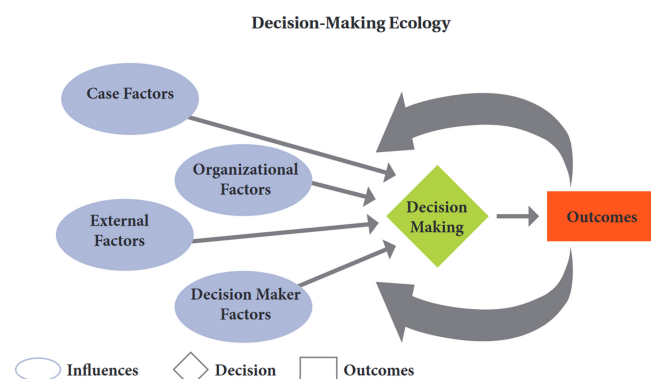 Decision-Making Ecology
Case Factors
Organizational
Factors
External
Factors
Decision Maker
Factors
Decision
Making
Outcomes
Influences
Decision
Outcomes